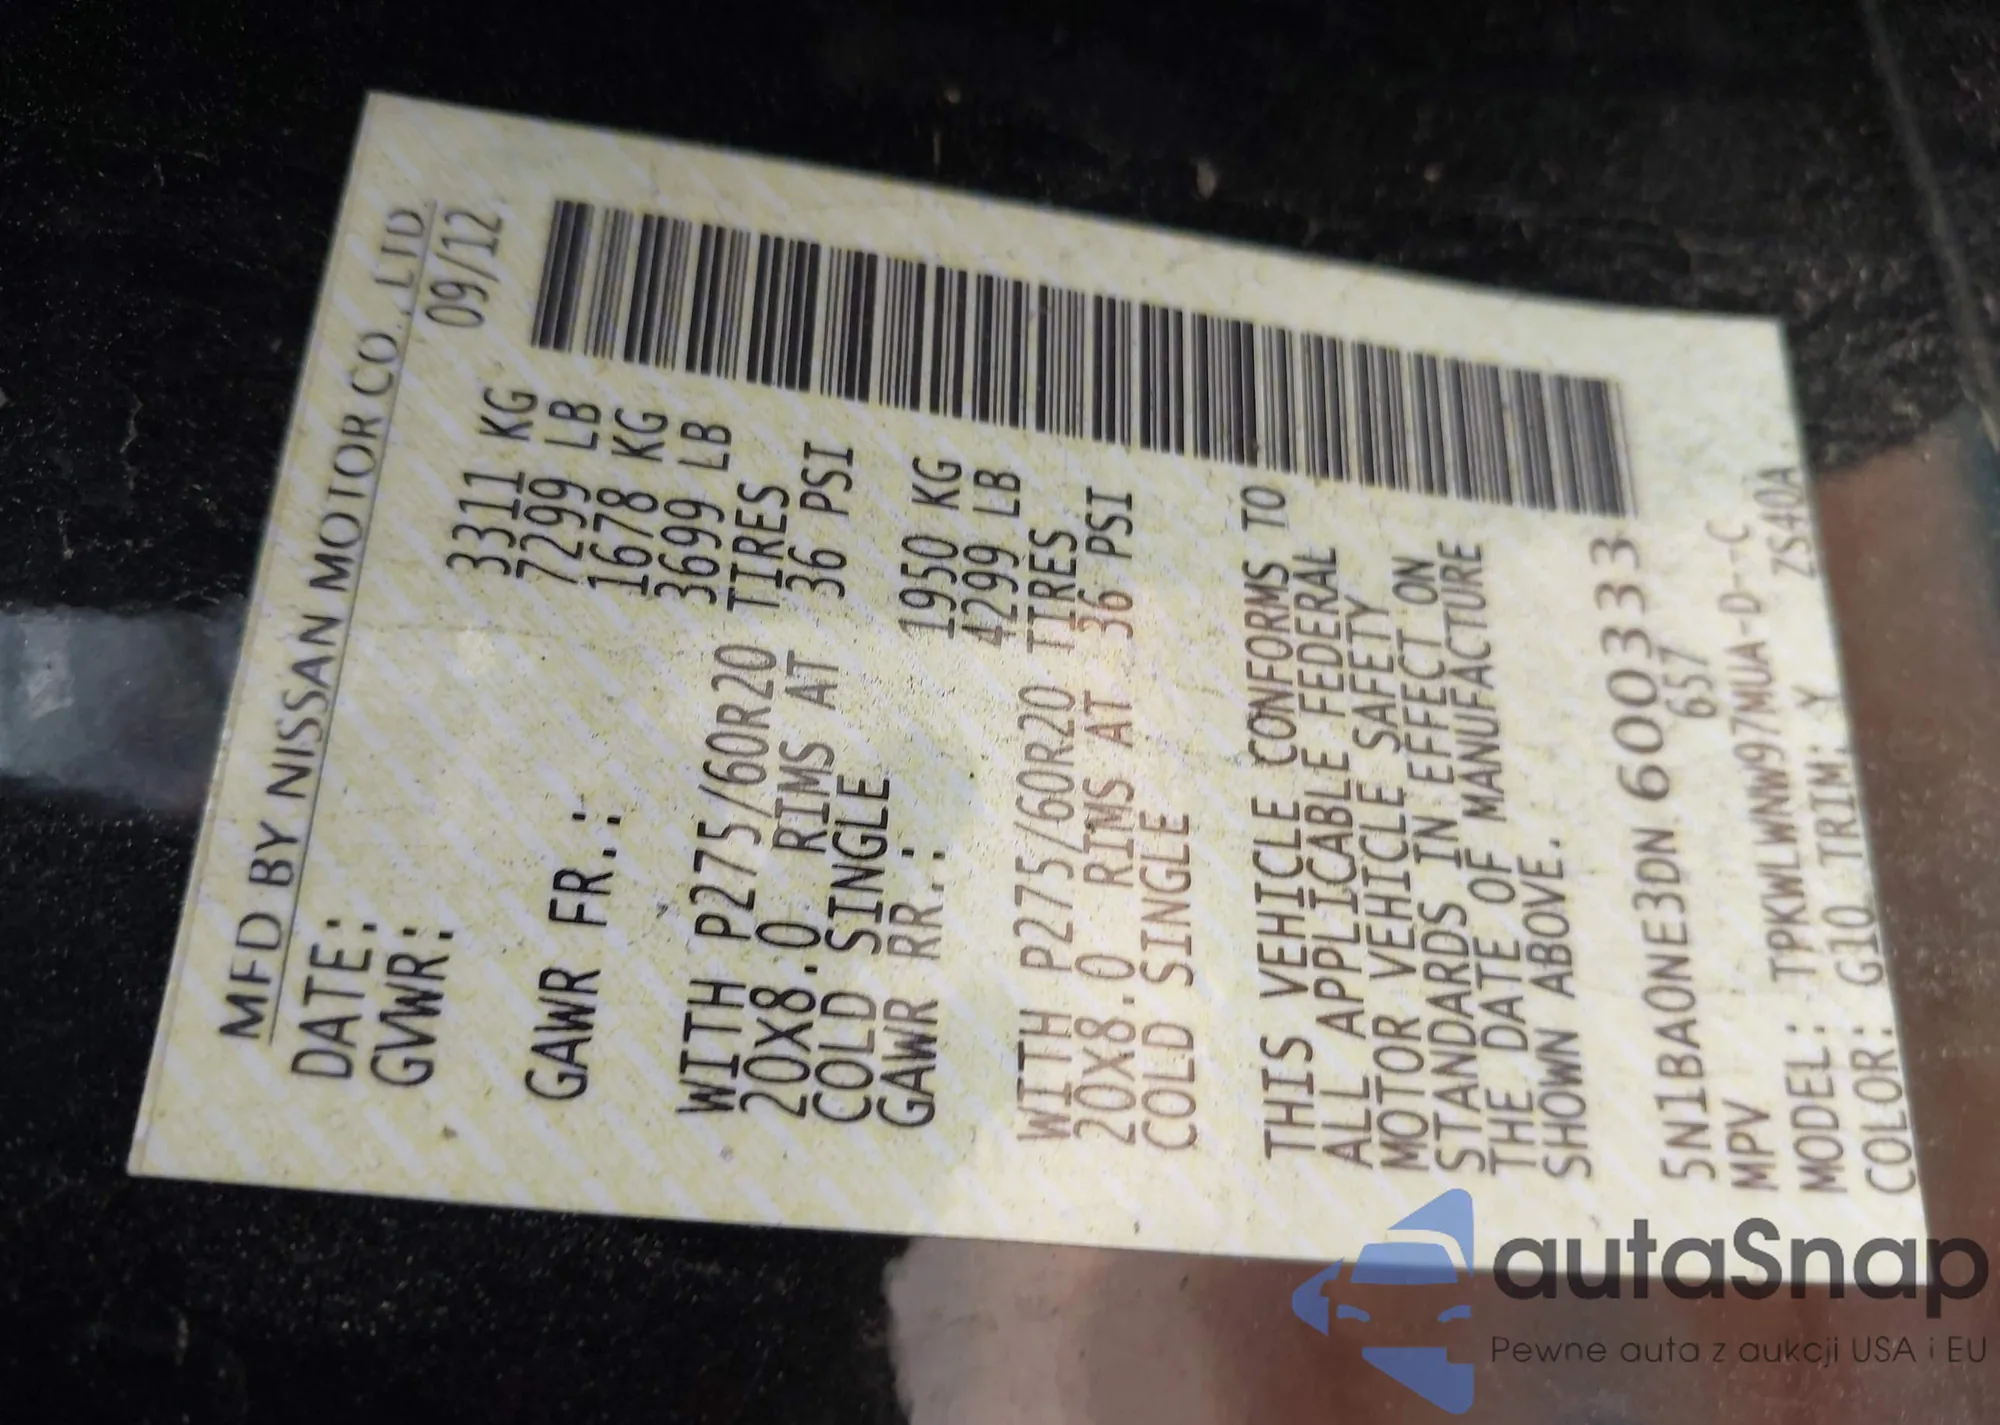 MFD BY NISSAN MOTOR CO., LTD.
DATE: 09/12
GVWR: 3311 KG
7299 LB
GAWR FR.: 1678 KG
3699 LB
WITH P275/60R20 TIRES
20X8.0 RIMS AT 36 PSI
COLD SINGLE
GAWR RR.: 1950 KG
4299 LB
WITH P275/60R20 TIRES
20X8.0 RIMS AT 36 PSI
COLD SINGLE
THIS VEHICLE CONFORMS TO
ALL APPLICABLE FEDERAL
MOTOR VEHICLE SAFETY
STANDARDS IN EFFECT ON
THE DATE OF MANUFACTURE
SHOWN ABOVE.
5N1BA0NE3DN 600333
MPV 657
MODEL: TPKWLWNW97MUA-D--C
COLOR: G10 TRIM: Y ZS40A
autaSnap
Pewne auta z aukcji USA i EU